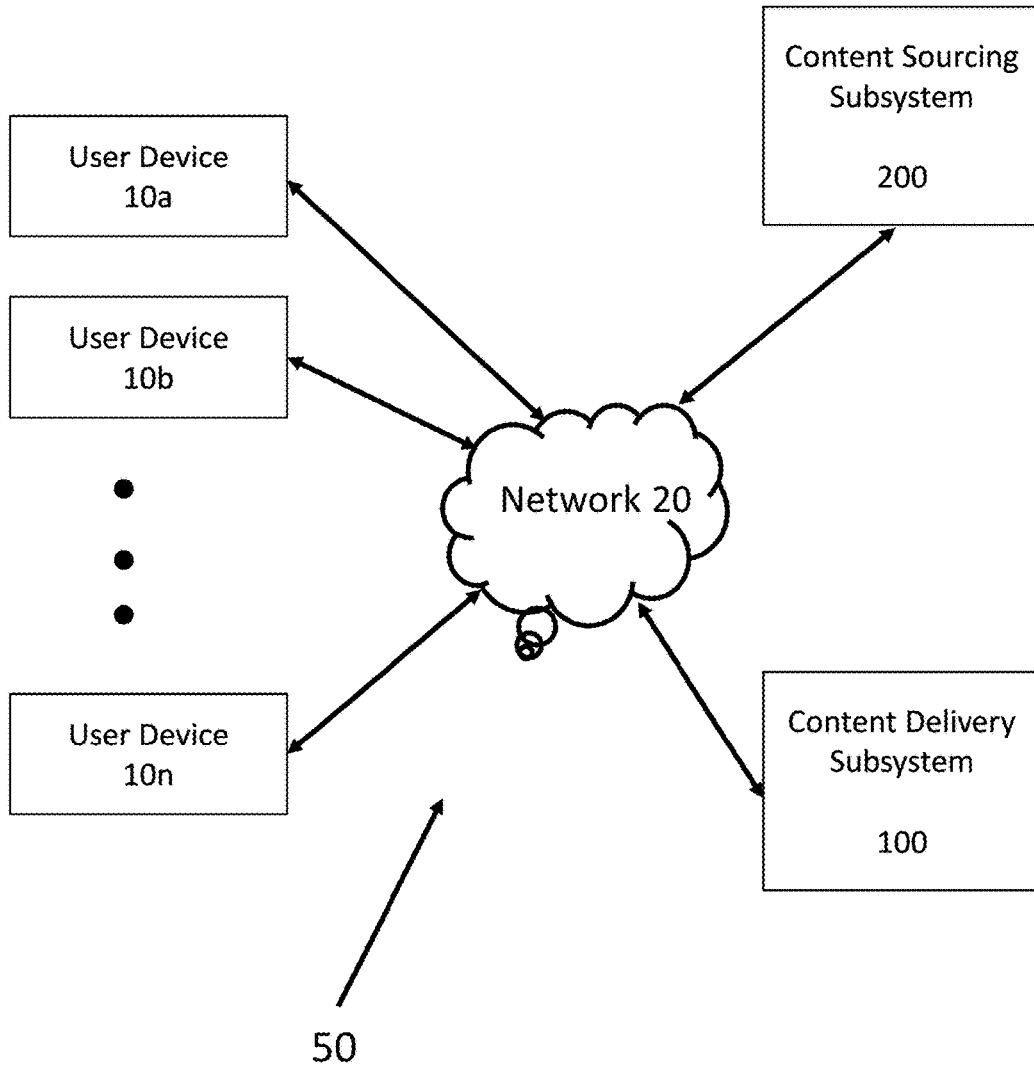 Content Sourcing
Subsystem
200
User Device
10a
User Device
10b
Network 20
User Device
10n
Content Delivery
Subsystem
100
50